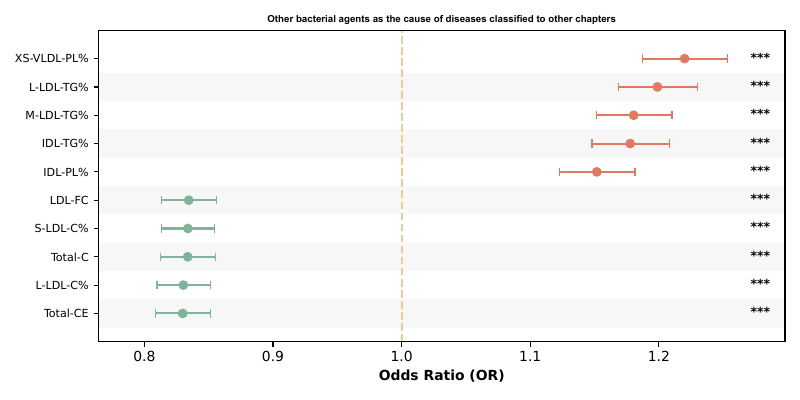 Other bacterial agents as the cause of diseases classified to other chapters
XS-VLDL-PL% ***
L-LDL-TG% ***
M-LDL-TG% ***
IDL-TG% ***
IDL-PL% ***
LDL-FC ***
S-LDL-C% ***
Total-C ***
L-LDL-C% ***
Total-CE ***
0.8 0.9 1.0 1.1 1.2
Odds Ratio (OR)